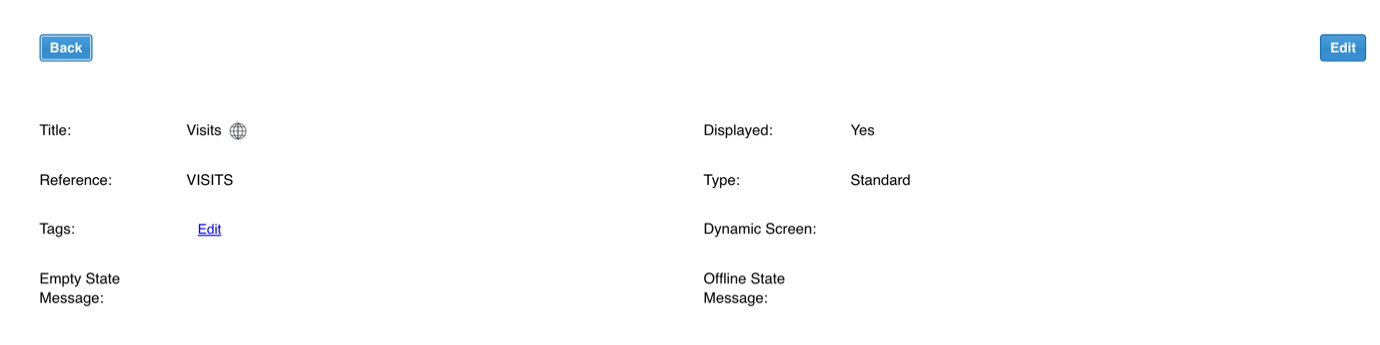 Back
Edit
Title: Visits
Displayed: Yes
Reference: VISITS
Type: Standard
Tags: Edit
Dynamic Screen:
Empty State
Message:
Offline State
Message: